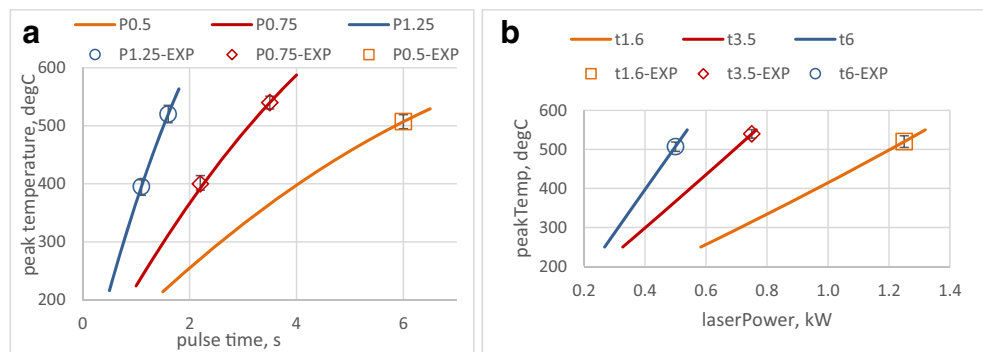 a
P0.5 P0.75 P1.25
P1.25-EXP P0.75-EXP P0.5-EXP
600
500
400
300
200
peak temperature, degC
0 2 4 6
pulse time, s
b
t1.6 t3.5 t6
t1.6-EXP t3.5-EXP t6-EXP
600
500
400
300
200
peakTemp, degC
0.2 0.4 0.6 0.8 1.0 1.2 1.4
laserPower, kW